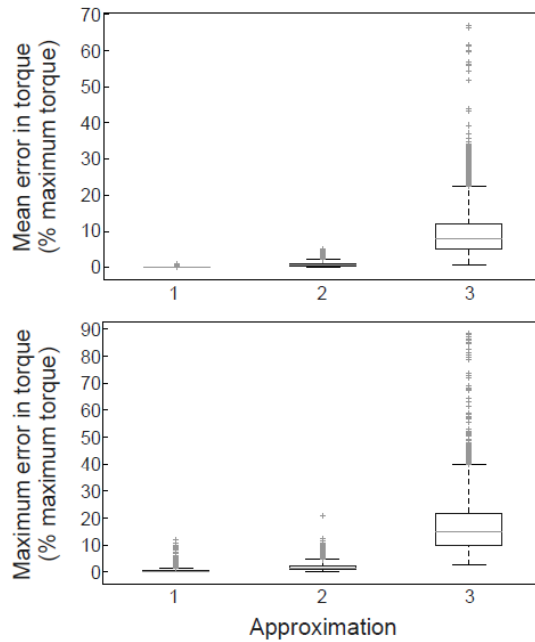 Mean error in torque
(% maximum torque)
70
60
50
40
30
20
10
0
1 2 3
Maximum error in torque
(% maximum torque)
90
80
70
60
50
40
30
20
10
0
1 2 3
Approximation